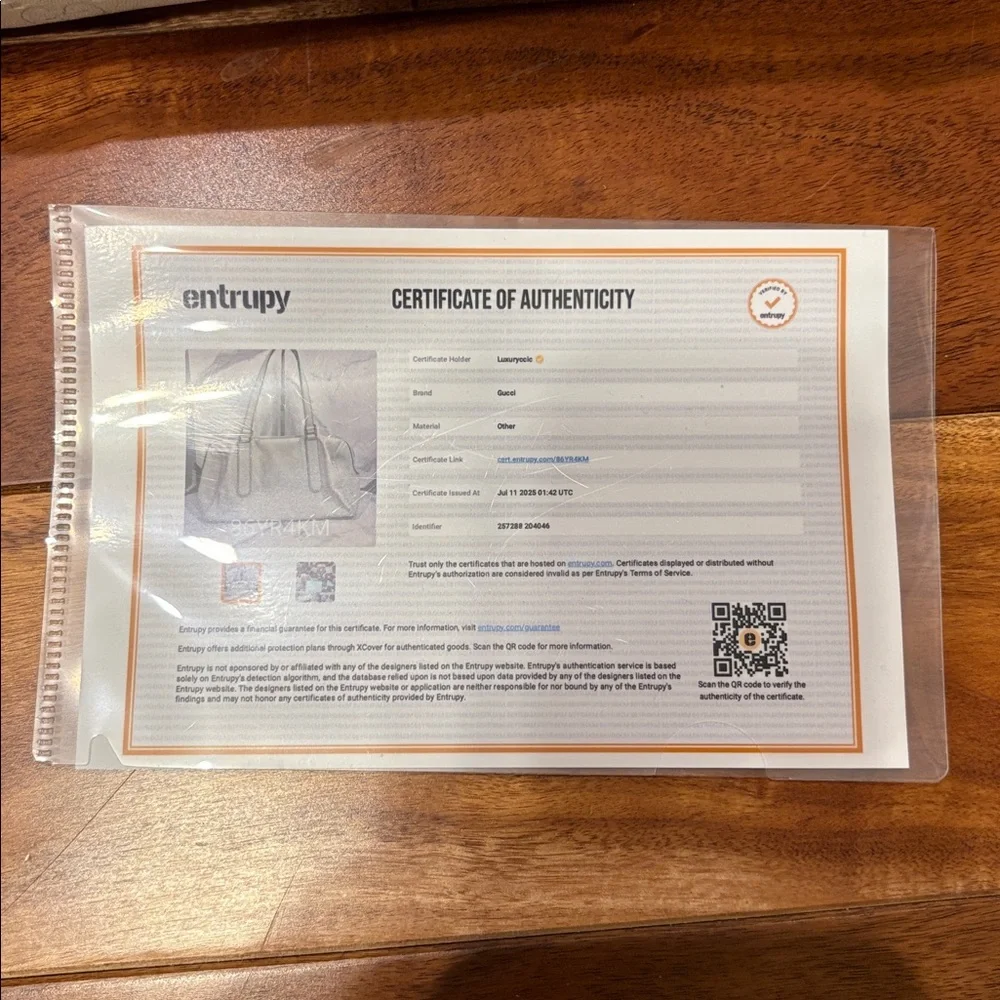 entrupy
CERTIFICATE OF AUTHENTICITY
VERIFIED BY
entrupy
Certificate Holder
Brand Gucci
Material Other
Certificate Link cert.entrupy.com/86YR4KM
Certificate Issued At Jul 11 2025 01:42 UTC
Identifier 257288 204046
86YR4KM
Trust only the certificates that are hosted on entrupy.com. Certificates displayed or distributed without
Entrupy's authorization are considered invalid as per Entrupy's Terms of Service.
Entrupy provides a financial guarantee for this certificate. For more information, visit entrupy.com/guarantee
Entrupy offers additional protection plans through XCover for authenticated goods. Scan the QR code for more information.
Entrupy is not sponsored by or affiliated with any of the designers listed on the Entrupy website. Entrupy's authentication service is based
solely on Entrupy's detection algorithm, and the database relied upon is not based upon data provided by any of the designers listed on the
Entrupy website. The designers listed on the Entrupy website or application are neither responsible for nor bound by any of the Entrupy's
findings and may not honor any certificates of authenticity provided by Entrupy.
e
Scan the QR code to verify the
authenticity of the certificate.